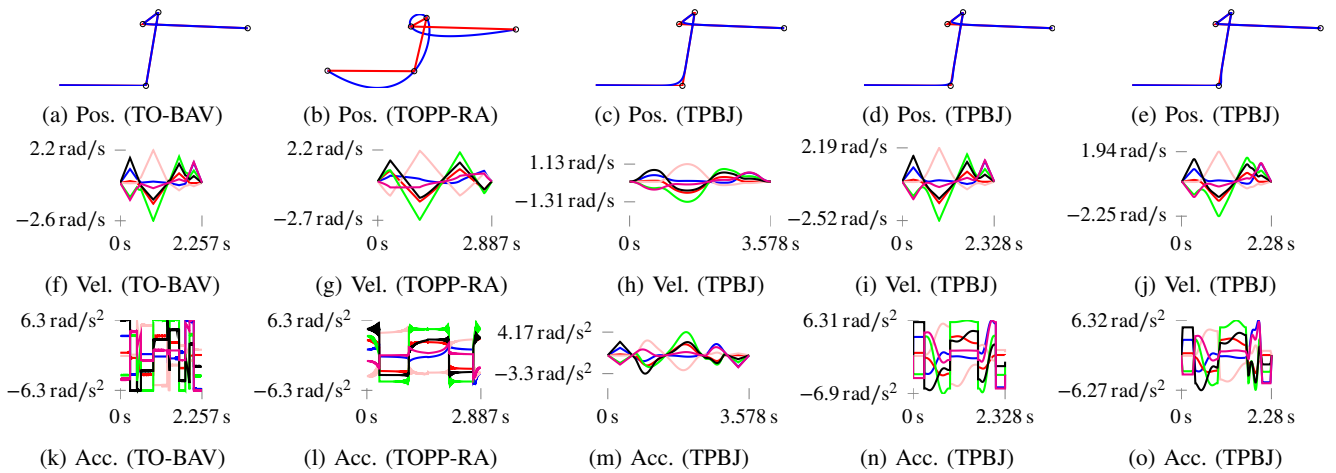 (a) Pos. (TO-BAV)
(b) Pos. (TOPP-RA)
(c) Pos. (TPBJ)
(d) Pos. (TPBJ)
(e) Pos. (TPBJ)
2.2 rad/s
−2.6 rad/s
0 s
2.257 s
2.2 rad/s
−2.7 rad/s
0 s
2.887 s
1.13 rad/s
−1.31 rad/s
0 s
3.578 s
2.19 rad/s
−2.52 rad/s
0 s
2.328 s
1.94 rad/s
−2.25 rad/s
0 s
2.28 s
(f) Vel. (TO-BAV)
(g) Vel. (TOPP-RA)
(h) Vel. (TPBJ)
(i) Vel. (TPBJ)
(j) Vel. (TPBJ)
6.3 rad/s²
−6.3 rad/s²
0 s
2.257 s
6.3 rad/s²
−6.3 rad/s²
0 s
2.887 s
4.17 rad/s²
−3.3 rad/s²
0 s
3.578 s
6.31 rad/s²
−6.9 rad/s²
0 s
2.328 s
6.32 rad/s²
−6.27 rad/s²
0 s
2.28 s
(k) Acc. (TO-BAV)
(l) Acc. (TOPP-RA)
(m) Acc. (TPBJ)
(n) Acc. (TPBJ)
(o) Acc. (TPBJ)